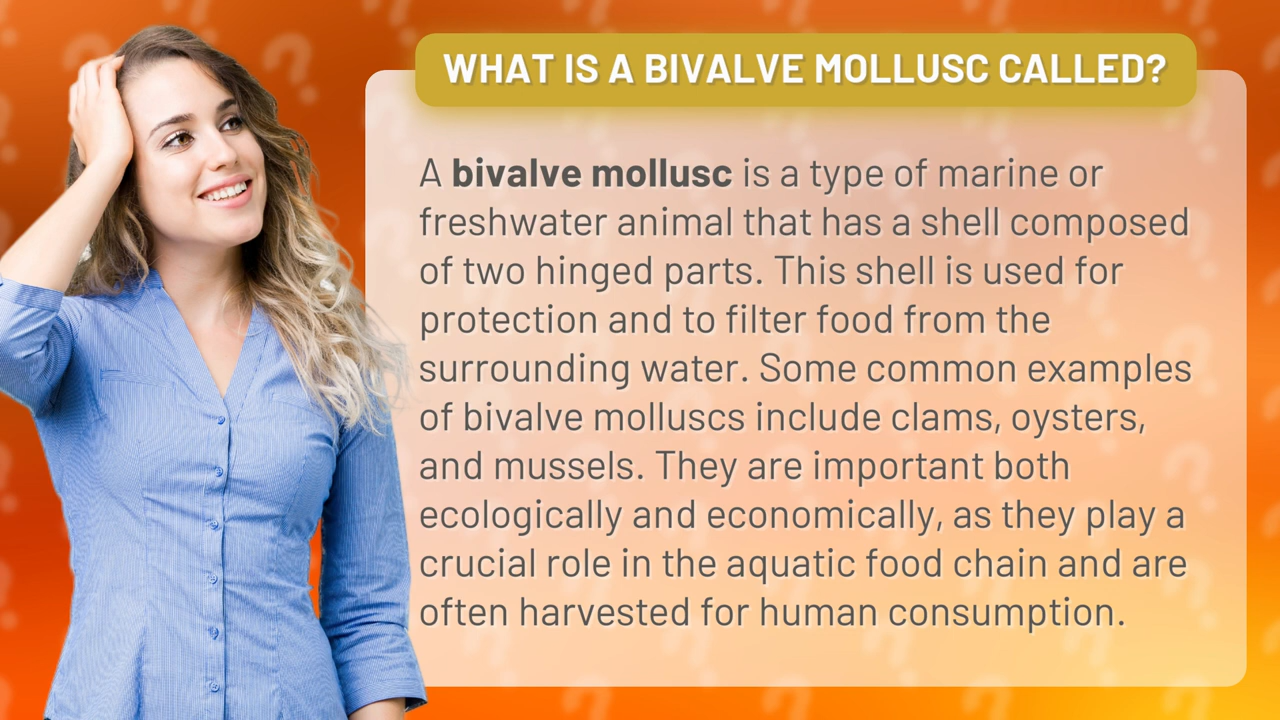 WHAT IS A BIVALVE MOLLUSC CALLED?
A bivalve mollusc is a type of marine or
freshwater animal that has a shell composed
of two hinged parts. This shell is used for
protection and to filter food from the
surrounding water. Some common examples
of bivalve molluscs include clams, oysters,
and mussels. They are important both
ecologically and economically, as they play a
crucial role in the aquatic food chain and are
often harvested for human consumption.